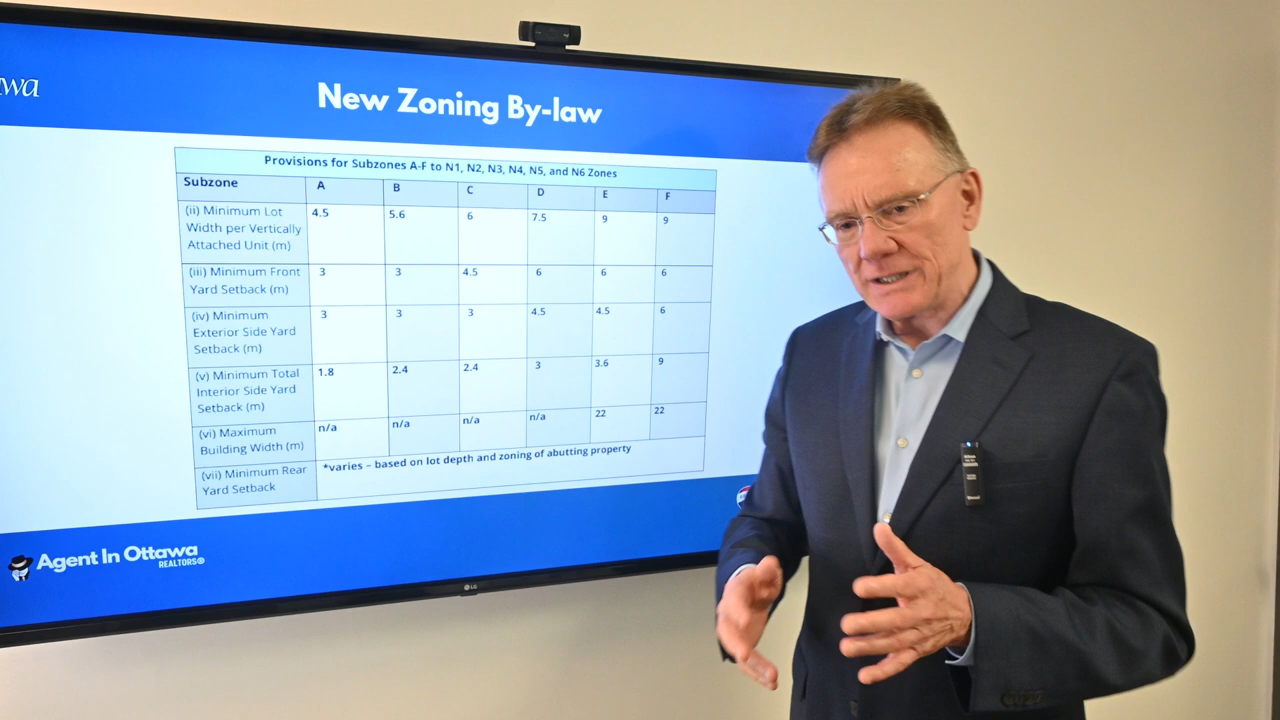 wa
New Zoning By-law
Provisions for Subzones A-F to N1, N2, N3, N4, N5, and N6 Zones
Subzone A B C D E F
(ii) Minimum Lot Width per Vertically Attached Unit (m) 4.5 5.6 6 7.5 9 9
(iii) Minimum Front Yard Setback (m) 3 3 4.5 6 6 6
(iv) Minimum Exterior Side Yard Setback (m) 3 3 3 4.5 4.5 6
(v) Minimum Total Interior Side Yard Setback (m) 1.8 2.4 2.4 3 3.6 9
(vi) Maximum Building Width (m) n/a n/a n/a n/a 22 22
(vii) Minimum Rear Yard Setback *varies – based on lot depth and zoning of abutting property
Agent In Ottawa
REALTORS®
LG